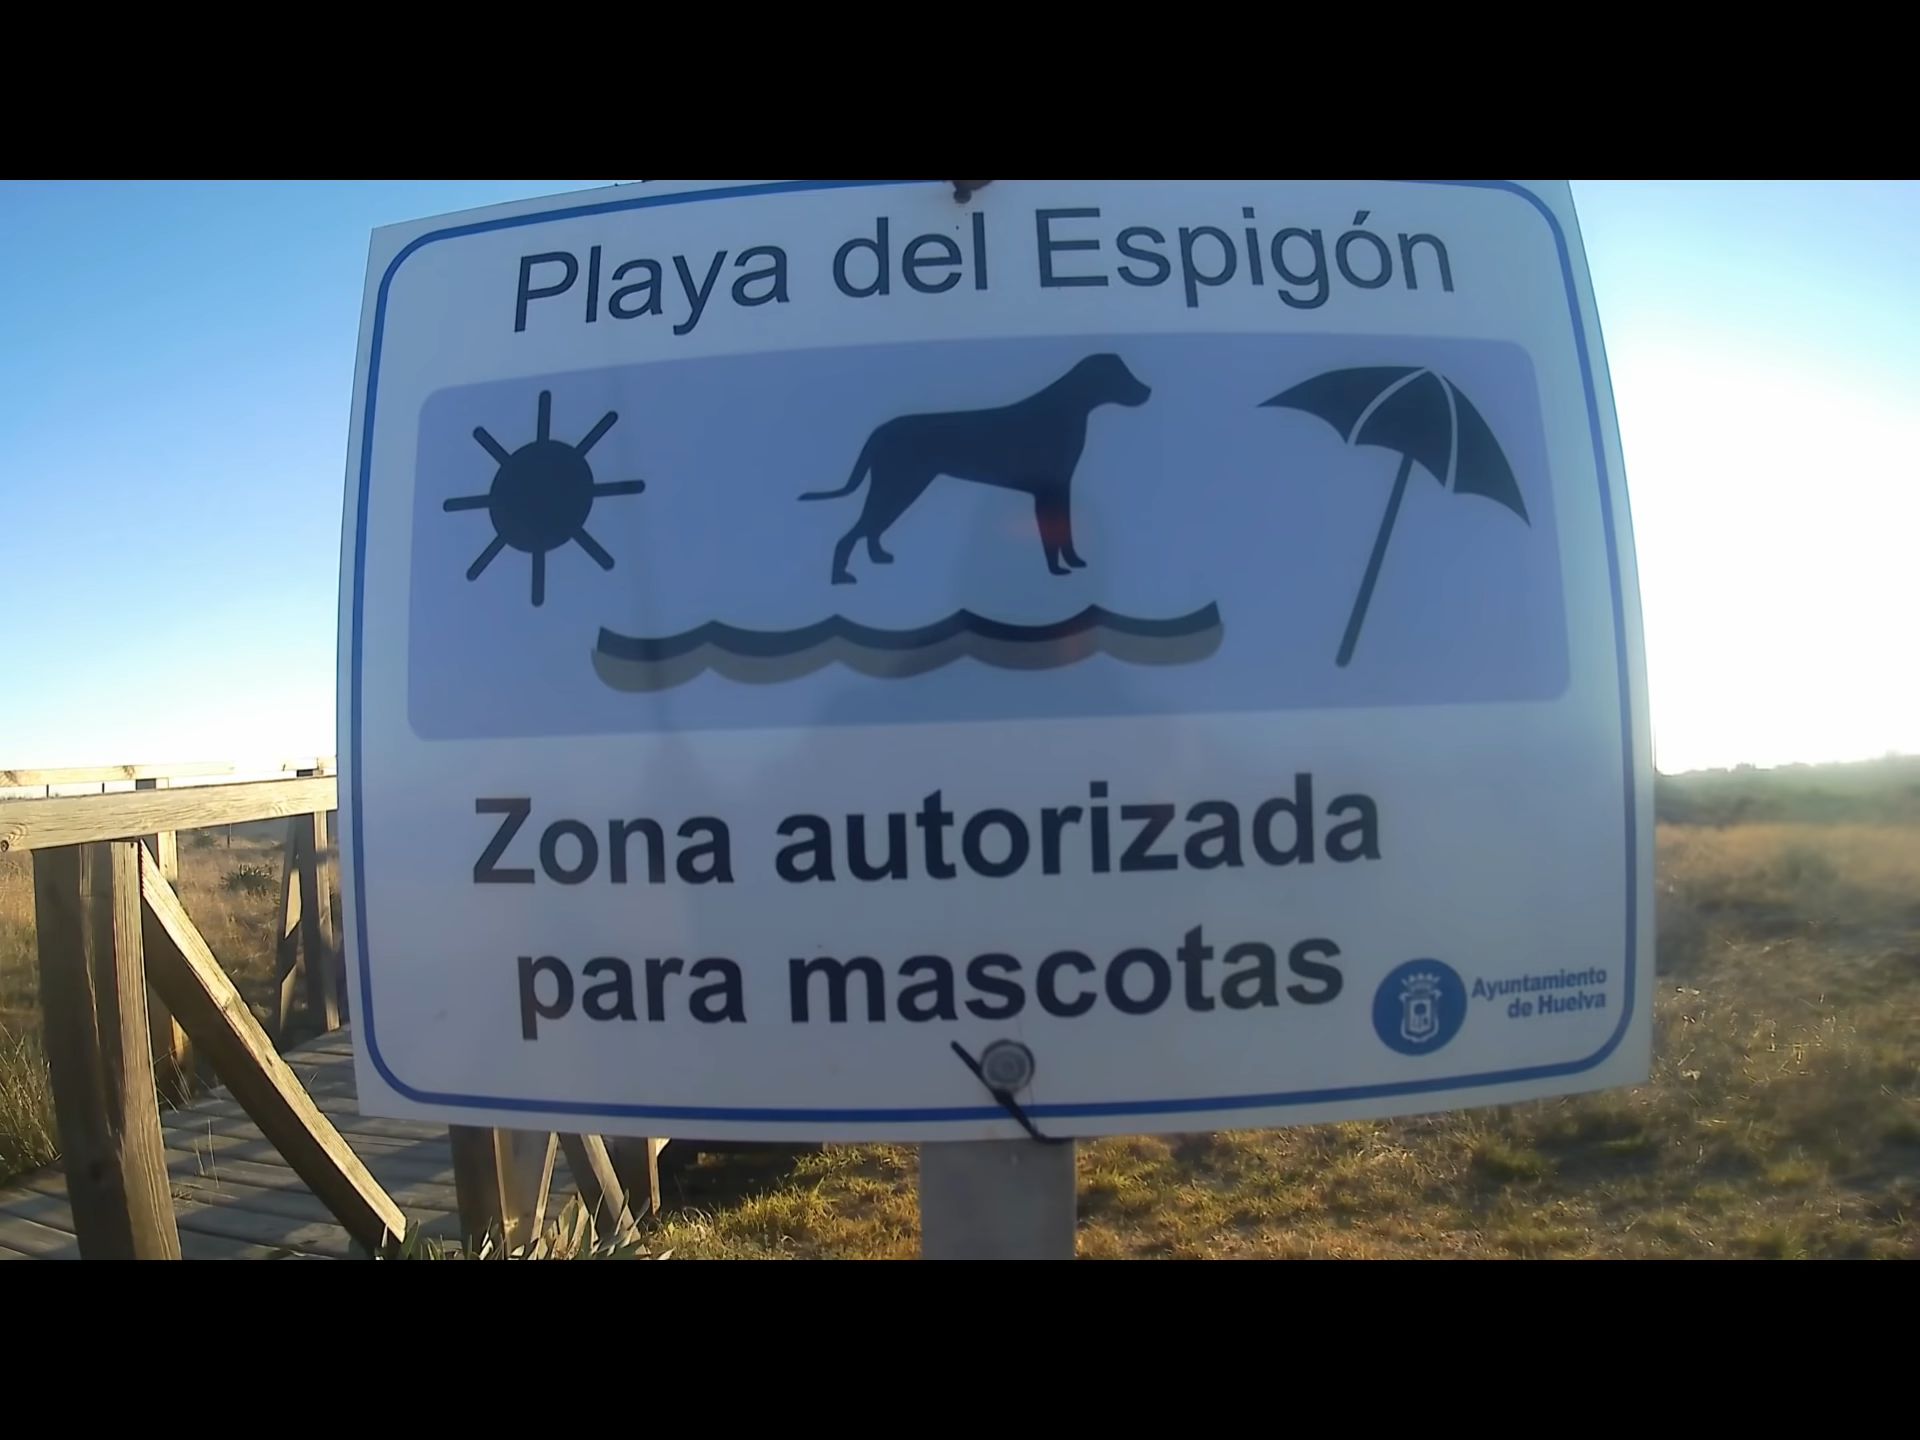 Playa del Espigón
Zona autorizada
para mascotas
Ayuntamiento
de Huelva